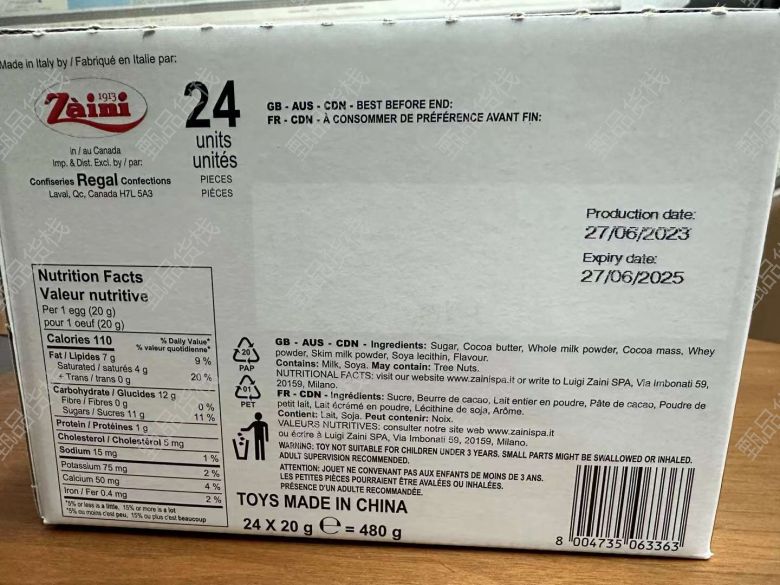 Made in Italy by / Fabriqué en Italie par:
1913
Zàini
in / au Canada
Imp. & Dist. Excl. by / par:
Confiseries Regal Confections
Laval, Qc, Canada H7L 5A3
24
units
unités
PIECES
PIÈCES
GB - AUS - CDN - BEST BEFORE END:
FR - CDN - À CONSOMMER DE PRÉFÉRENCE AVANT FIN:
Production date:
27/06/2023
Expiry date:
27/06/2025
Nutrition Facts
Valeur nutritive
Per 1 egg (20 g)
pour 1 oeuf (20 g)
Calories 110 % Daily Value*
% valeur quotidienne*
Fat / Lipides 7 g 9 %
Saturated / saturés 4 g
+ Trans / trans 0 g 20 %
Carbohydrate / Glucides 12 g
Fibre / Fibres 0 g 0 %
Sugars / Sucres 11 g 11 %
Protein / Protéines 1 g
Cholesterol / Cholestérol 5 mg
Sodium 15 mg 1 %
Potassium 75 mg 2 %
Calcium 50 mg 4 %
Iron / Fer 0.4 mg 2 %
*5% or less is a little, 15% or more is a lot
*5% ou moins c'est peu, 15% ou plus c'est beaucoup
20
PAP
01
PET
GB - AUS - CDN - Ingredients: Sugar, Cocoa butter, Whole milk powder, Cocoa mass, Whey
powder, Skim milk powder, Soya lecithin, Flavour.
Contains: Milk, Soya. May contain: Tree Nuts.
NUTRITIONAL FACTS: visit our website www.zainispa.it or write to Luigi Zaini SPA, Via Imbonati 59,
20159, Milano.
FR - CDN - Ingrédients: Sucre, Beurre de cacao, Lait entier en poudre, Pâte de cacao, Poudre de
petit lait, Lait écrémé en poudre, Lécithine de soja, Arôme.
Contient: Lait, Soja. Peut contenir: Noix.
VALEURS NUTRITIVES: consulter notre site web www.zainispa.it
ou écrire à Luigi Zaini SPA, Via Imbonati 59, 20159, Milano.
WARNING: TOY NOT SUITABLE FOR CHILDREN UNDER 3 YEARS. SMALL PARTS MIGHT BE SWALLOWED OR INHALED.
ADULT SUPERVISION RECOMMENDED.
ATTENTION: JOUET NE CONVENANT PAS AUX ENFANTS DE MOINS DE 3 ANS.
LES PETITES PIÈCES POURRAIENT ÊTRE AVALÉES OU INHALÉES.
PRÉSENCE D'UN ADULTE RECOMMANDÉE.
TOYS MADE IN CHINA
24 X 20 g ℮ = 480 g
8 004735 063363